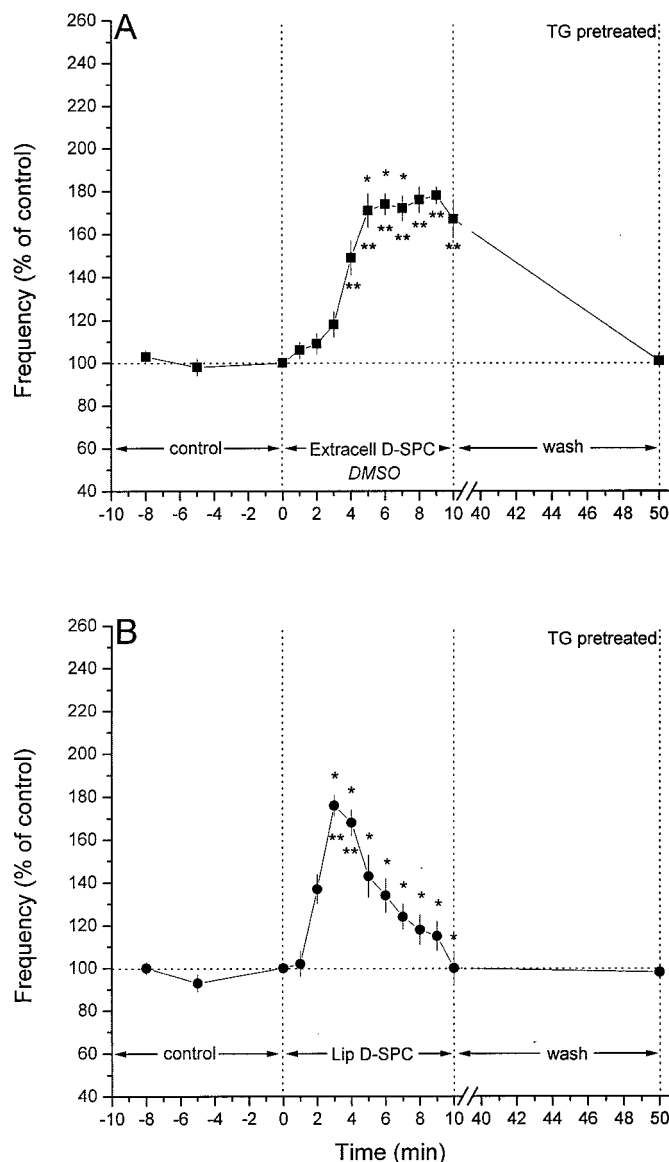 A
TG pretreated
260
240
220
200
180
160
140
120
100
80
60
40
Frequency (% of control)
* * *
** ** ** ** ** ** **
control
Extracell D-SPC
DMSO
wash
-10 -8 -6 -4 -2 0 2 4 6 8 10 40 42 44 46 48 50
B
TG pretreated
260
240
220
200
180
160
140
120
100
80
60
40
Frequency (% of control)
* * * * * * * *
** **
control
Lip D-SPC
wash
-10 -8 -6 -4 -2 0 2 4 6 8 10 40 42 44 46 48 50
Time (min)